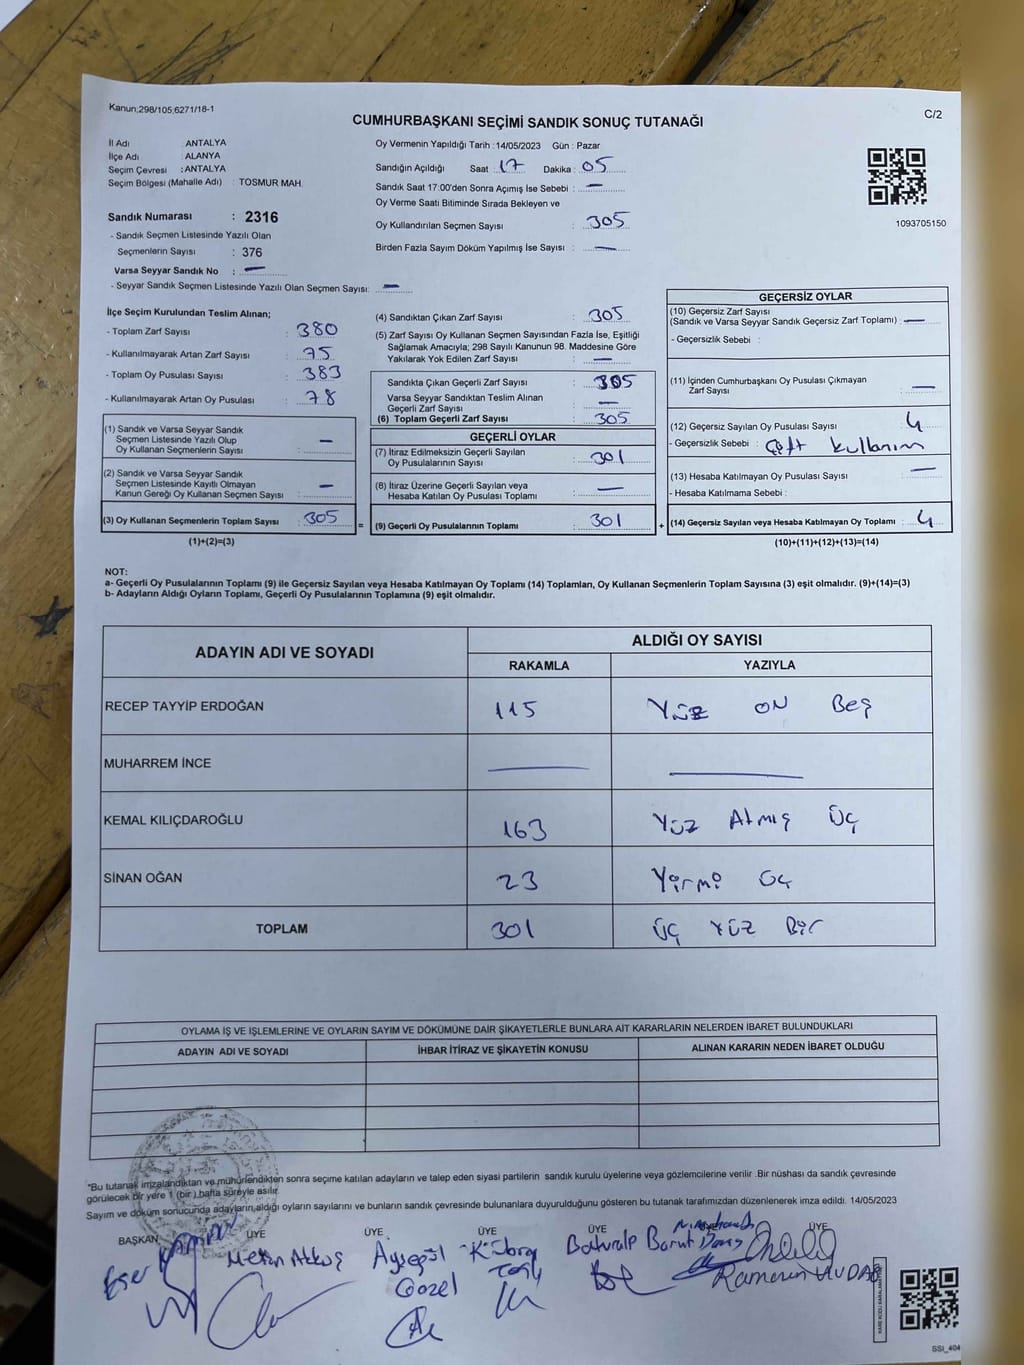 Kanun;298/105;6271/18-1
C/2
CUMHURBAŞKANI SEÇİMİ SANDIK SONUÇ TUTANAĞI
İl Adı : ANTALYA
İlçe Adı : ALANYA
Seçim Çevresi : ANTALYA
Seçim Bölgesi (Mahalle Adı) : TOSMUR MAH.
Sandık Numarası : 2316
- Sandık Seçmen Listesinde Yazılı Olan
Seçmenlerin Sayısı : 376
Varsa Seyyar Sandık No : —
- Seyyar Sandık Seçmen Listesinde Yazılı Olan Seçmen Sayısı: —
Oy Vermenin Yapıldığı Tarih :14/05/2023 Gün : Pazar
Sandığın Açıldığı Saat : 17 Dakika : 05
Sandık Saat 17:00'den Sonra Açımış İse Sebebi : —
Oy Verme Saati Bitiminde Sırada Bekleyen ve
Oy Kullandırılan Seçmen Sayısı : 305
Birden Fazla Sayım Döküm Yapılmış İse Sayısı : —
1093705150
İlçe Seçim Kurulundan Teslim Alınan;
- Toplam Zarf Sayısı : 380
- Kullanılmayarak Artan Zarf Sayısı : 75
- Toplam Oy Pusulası Sayısı : 383
- Kullanılmayarak Artan Oy Pusulası : 78
(1) Sandık ve Varsa Seyyar Sandık
Seçmen Listesinde Yazılı Olup
Oy Kullanan Seçmenlerin Sayısı : —
(2) Sandık ve Varsa Seyyar Sandık
Seçmen Listesinde Kayıtlı Olmayan
Kanun Gereği Oy Kullanan Seçmen Sayısı : —
(3) Oy Kullanan Seçmenlerin Toplam Sayısı : 305
(1)+(2)=(3)
=
(4) Sandıktan Çıkan Zarf Sayısı : 305
(5) Zarf Sayısı Oy Kullanan Seçmen Sayısından Fazla İse, Eşitliği
Sağlamak Amacıyla; 298 Sayılı Kanunun 98. Maddesine Göre
Yakılarak Yok Edilen Zarf Sayısı : —
Sandıkta Çıkan Geçerli Zarf Sayısı : 305
Varsa Seyyar Sandıktan Teslim Alınan
Geçerli Zarf Sayısı : —
(6) Toplam Geçerli Zarf Sayısı : 305
GEÇERLİ OYLAR
(7) İtiraz Edilmeksizin Geçerli Sayılan
Oy Pusulalarının Sayısı : 301
(8) İtiraz Üzerine Geçerli Sayılan veya
Hesaba Katılan Oy Pusulası Toplamı : —
(9) Geçerli Oy Pusulalarının Toplamı : 301
+
GEÇERSİZ OYLAR
(10) Geçersiz Zarf Sayısı
(Sandık ve Varsa Seyyar Sandık Geçersiz Zarf Toplamı) : —
- Geçersizlik Sebebi :
(11) İçinden Cumhurbaşkanı Oy Pusulası Çıkmayan
Zarf Sayısı : —
(12) Geçersiz Sayılan Oy Pusulası Sayısı : 4
- Geçersizlik Sebebi : Çift kullanım
(13) Hesaba Katılmayan Oy Pusulası Sayısı : —
- Hesaba Katılmama Sebebi :
(14) Geçersiz Sayılan veya Hesaba Katılmayan Oy Toplamı : 4
(10)+(11)+(12)+(13)=(14)
NOT:
a- Geçerli Oy Pusulalarının Toplamı (9) ile Geçersiz Sayılan veya Hesaba Katılmayan Oy Toplamı (14) Toplamları, Oy Kullanan Seçmenlerin Toplam Sayısına (3) eşit olmalıdır. (9)+(14)=(3)
b- Adayların Aldığı Oyların Toplamı, Geçerli Oy Pusulalarının Toplamına (9) eşit olmalıdır.
ADAYIN ADI VE SOYADI
ALDIĞI OY SAYISI
RAKAMLA YAZIYLA
RECEP TAYYİP ERDOĞAN 115 Yüz ON Beş
MUHARREM İNCE — —
KEMAL KILIÇDAROĞLU 163 Yüz Atmış Üç
SİNAN OĞAN 23 Yirmi Üç
TOPLAM 301 Üç Yüz Bir
OYLAMA İŞ VE İŞLEMLERİNE VE OYLARIN SAYIM VE DÖKÜMÜNE DAİR ŞİKAYETLERLE BUNLARA AİT KARARLARIN NELERDEN İBARET BULUNDUKLARI
ADAYIN ADI VE SOYADI İHBAR İTİRAZ VE ŞİKAYETİN KONUSU ALINAN KARARIN NEDEN İBARET OLDUĞU
"Bu tutanak imzalandıktan ve mühürlendikten sonra seçime katılan adayların ve talep eden siyasi partilerin sandık kurulu üyelerine veya gözlemcilerine verilir .Bir nüshası da sandık çevresinde
görülecek bir yere 1 (bir ) hafta süreyle asılır.
Sayım ve döküm sonucunda adayların,aldığı oyların sayılarını ve bunların sandık çevresinde bulunanlara duyurulduğunu gösteren bu tutanak tarafımızdan düzenlenerek imza edildi. 14/05/2023
BAŞKAN ÜYE ÜYE ÜYE ÜYE ÜYE
Eser
Metin Akkuş
Ayşegül
Gözel
Kübra
Baturalp Barut
Ramazan
SSI_404